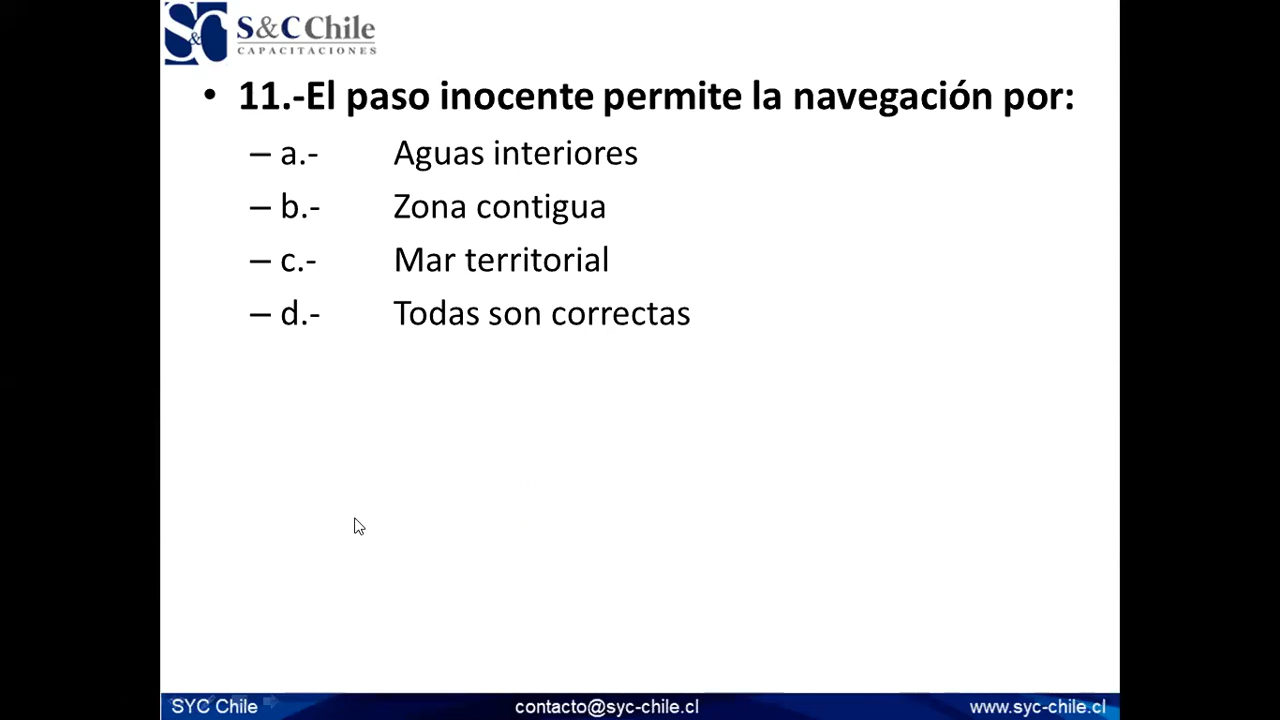 S&C Chile
CAPACITACIONES
• 11.-El paso inocente permite la navegación por:
– a.- Aguas interiores
– b.- Zona contigua
– c.- Mar territorial
– d.- Todas son correctas
SYC Chile contacto@syc-chile.cl www.syc-chile.cl